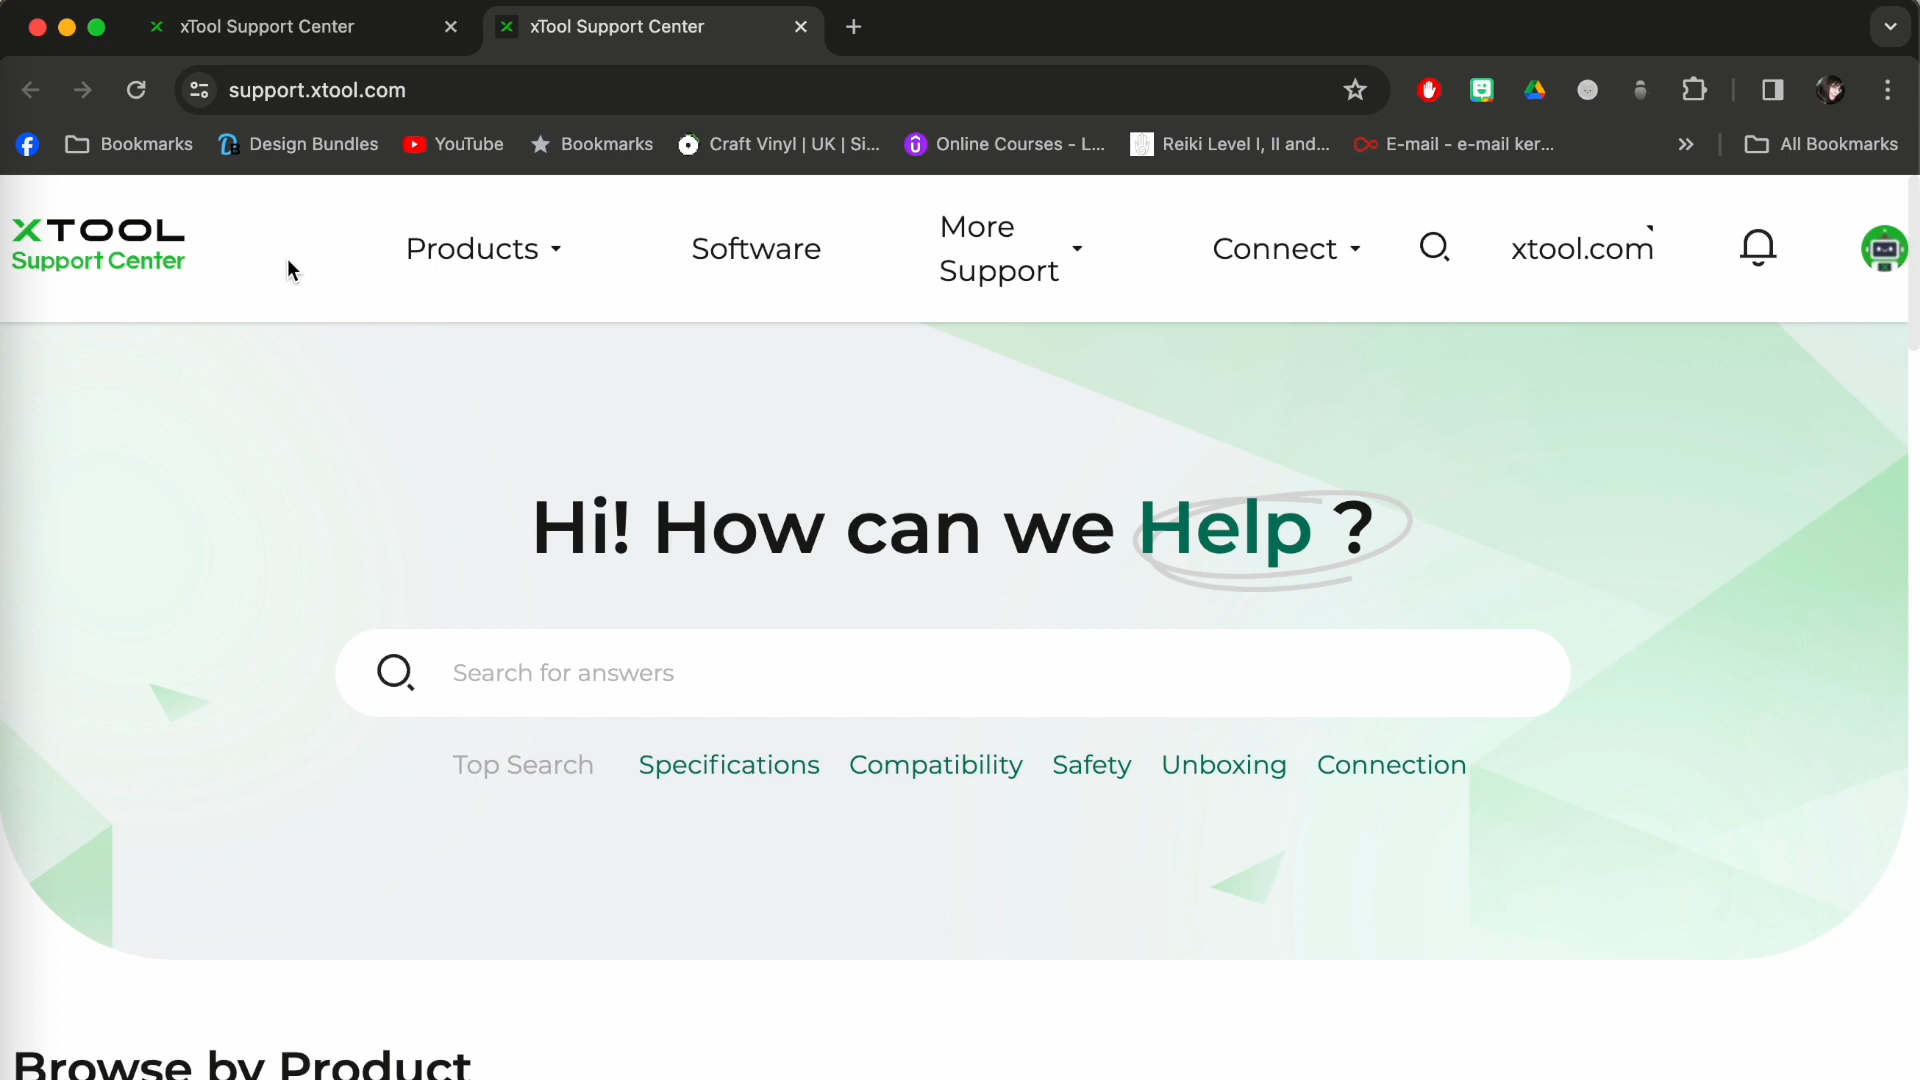 xTool Support Center
xTool Support Center
support.xtool.com
Bookmarks
Design Bundles
YouTube
Bookmarks
Craft Vinyl | UK | Si...
Online Courses - L...
Reiki Level I, II and...
E-mail - e-mail ker...
All Bookmarks
XTOOL
Support Center
Products
Software
More
Support
Connect
xtool.com
Hi! How can we Help ?
Search for answers
Top Search Specifications Compatibility Safety Unboxing Connection
Browse by Product